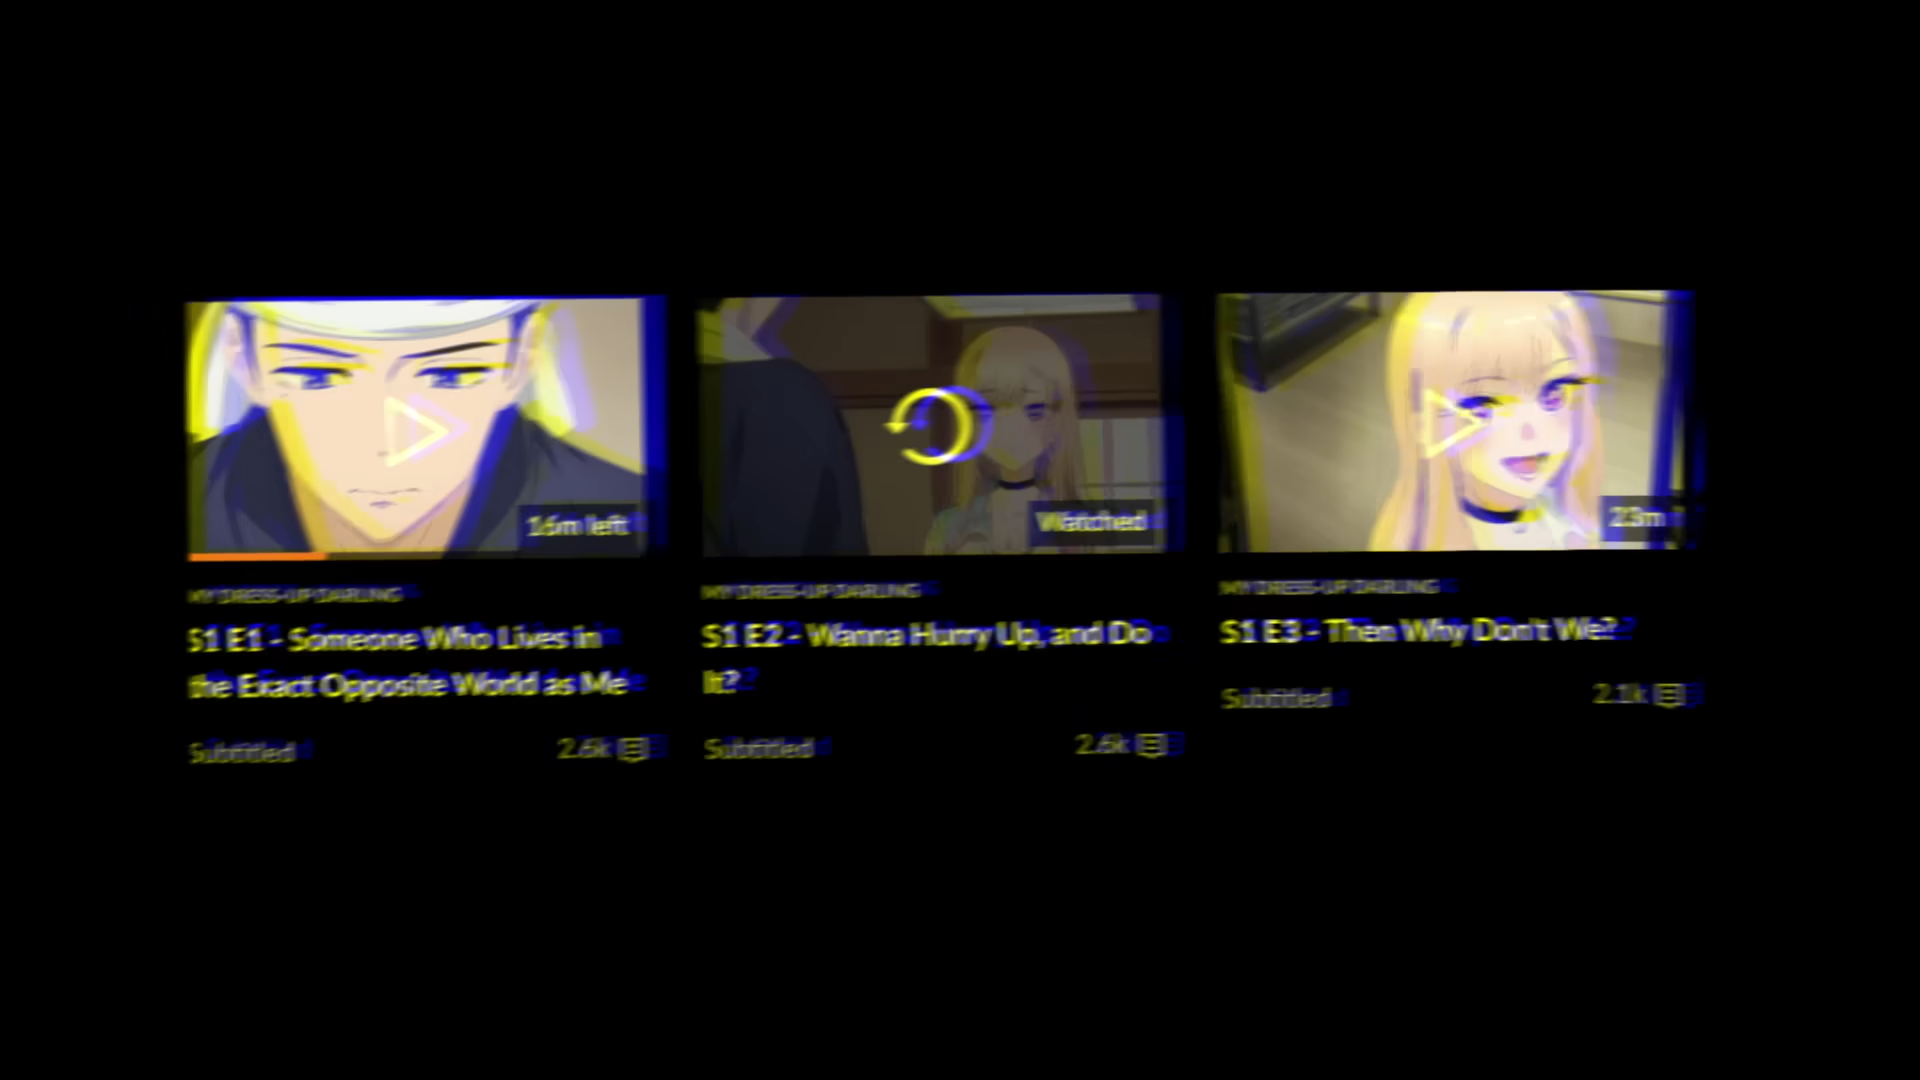 16m left
MY DRESS-UP DARLING
S1 E1 - Someone Who Lives in
the Exact Opposite World as Me
Subtitled
2.6k
Watched
MY DRESS-UP DARLING
S1 E2 - Wanna Hurry Up, and Do
It?
Subtitled
2.6k
23m
MY DRESS-UP DARLING
S1 E3 - Then Why Don't We?
Subtitled
2.1k